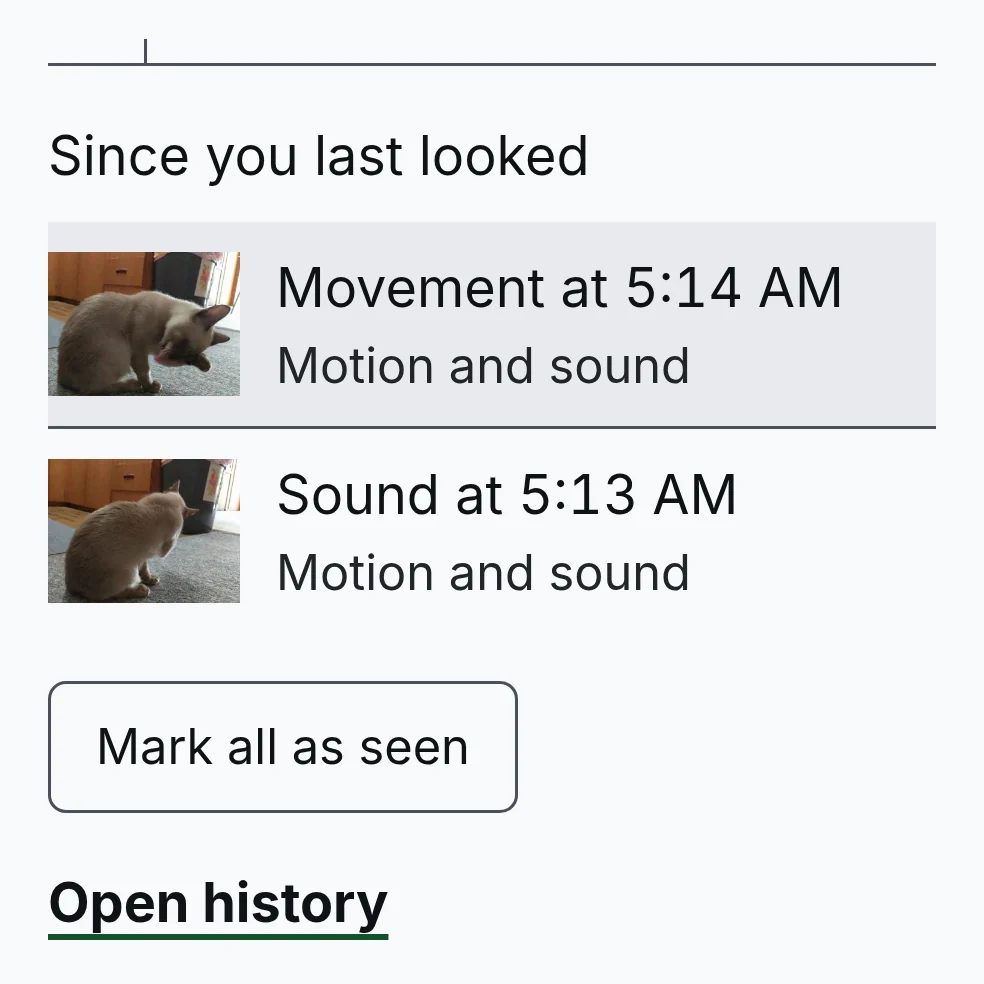 Since you last looked
Movement at 5:14 AM
Motion and sound
Sound at 5:13 AM
Motion and sound
Mark all as seen
Open history